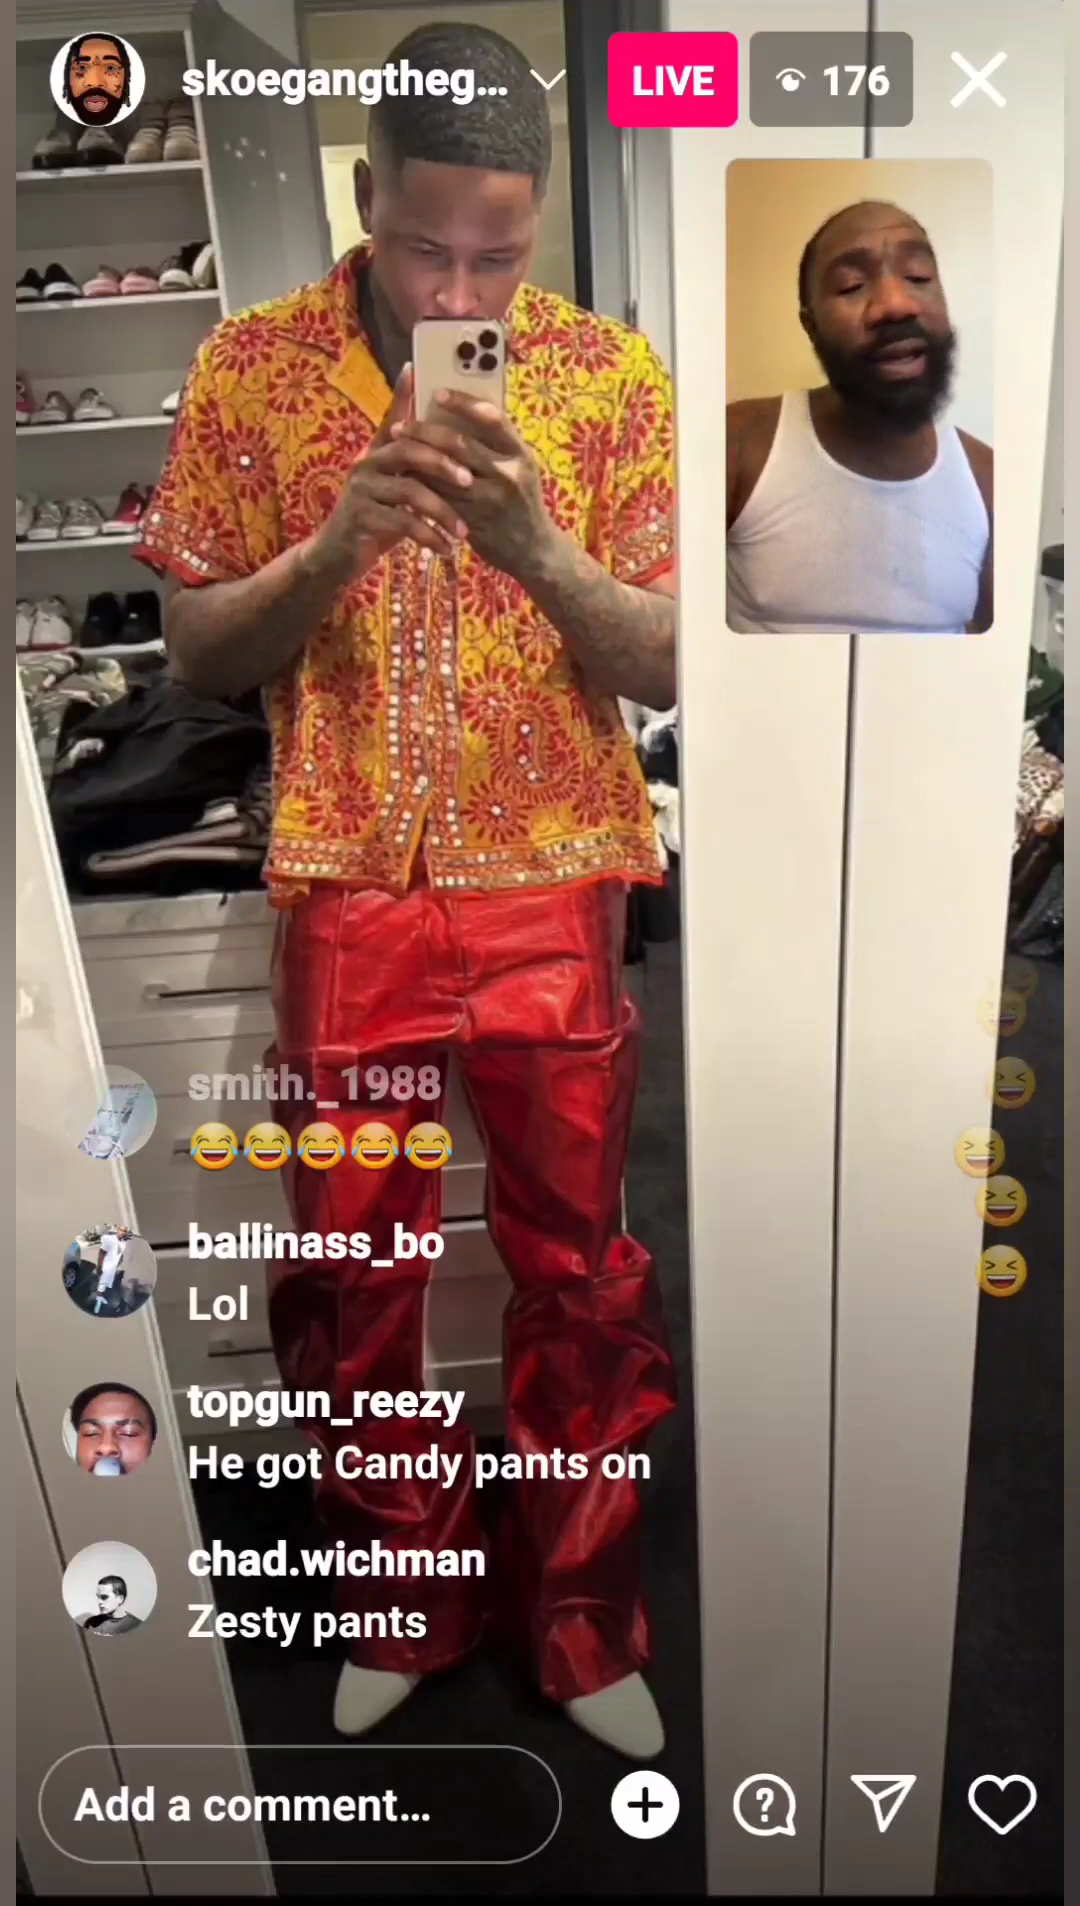 skoegangtheg...
LIVE
176
smith._1988
😂😂😂😂😂
ballinass_bo
Lol
topgun_reezy
He got Candy pants on
chad.wichman
Zesty pants
Add a comment...